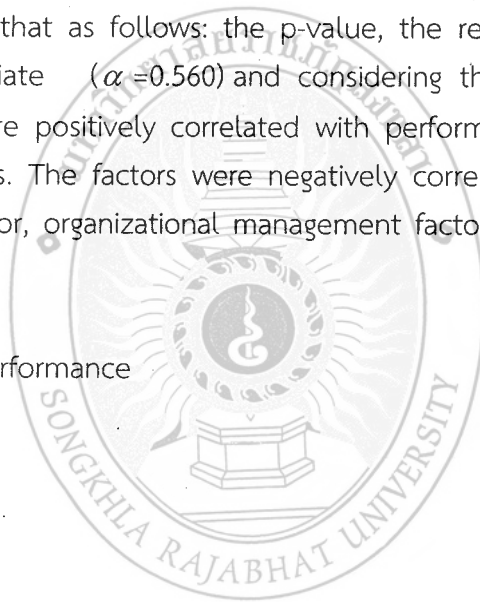 that as follows: the p-value, the re
iate (α =0.560) and considering th
re positively correlated with perform
s. The factors were negatively corre
or, organizational management facto
rformance
SONGKHLA RAJABHAT UNIVERSITY